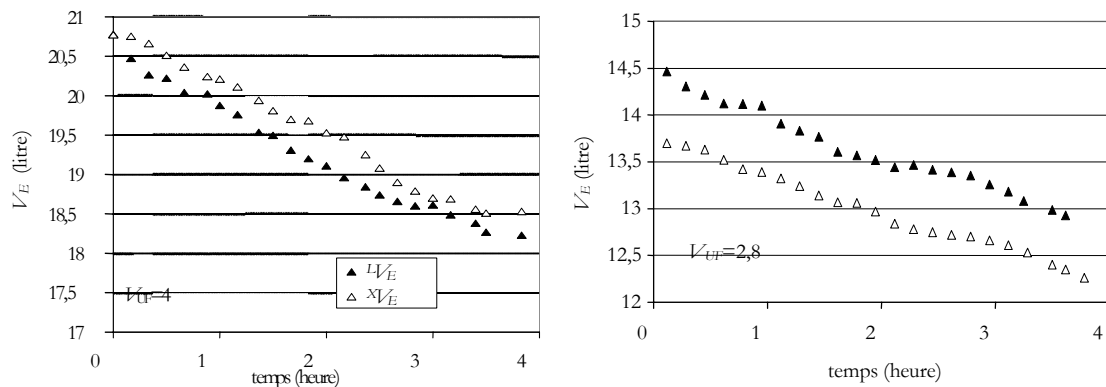 21
20,5
20
19,5
19
18,5
18
17,5
17
V_E (litre)
V_UF=4
▲ ᴸV_E
△ ˣV_E
0 1 2 3 4
temps (heure)
15
14,5
14
13,5
13
12,5
12
V_E (litre)
V_UF=2,8
0 1 2 3 4
temps (heure)